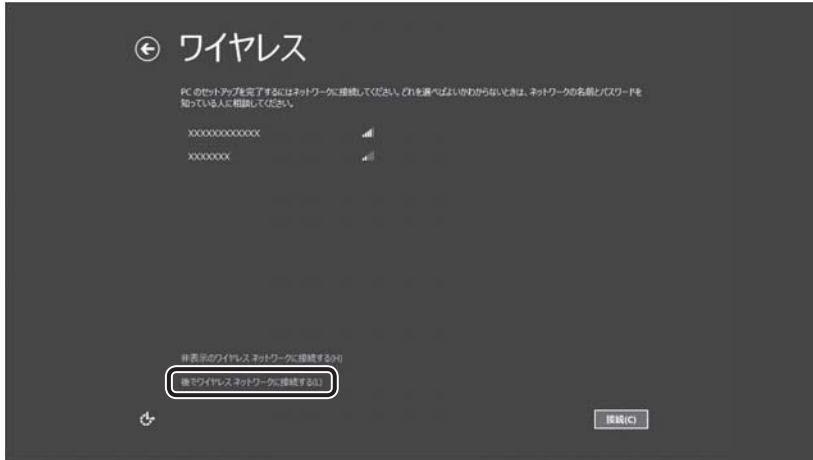 ワイヤレス
PC のセットアップを完了するにはネットワークに接続してください。どれを選べばよいかわからないときは、ネットワークの名前とパスワードを
知っている人に相談してください。
XXXXXXXXXXXX
XXXXXXX
非表示のワイヤレス ネットワークに接続する(H)
後でワイヤレス ネットワークに接続する(L)
接続(C)